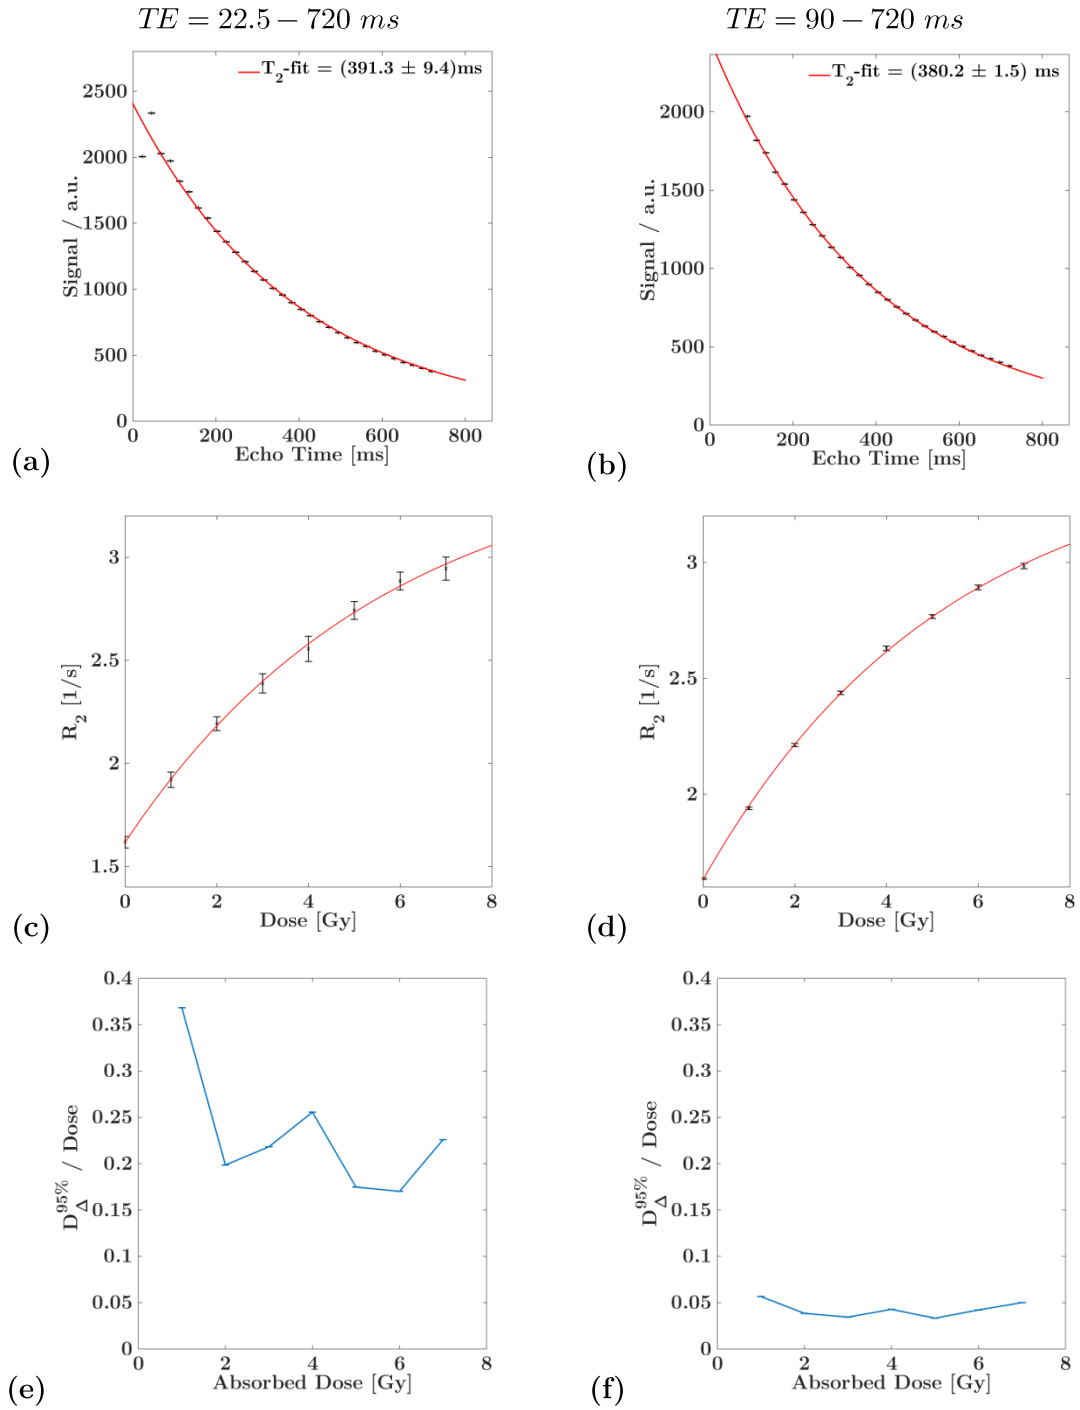 TE = 22.5 − 720 ms
TE = 90 − 720 ms
T2-fit = (391.3 ± 9.4)ms
2500
2000
1500
1000
500
0
0 200 400 600 800
Signal / a.u.
Echo Time [ms]
(a)
T2-fit = (380.2 ± 1.5) ms
2000
1500
1000
500
0
0 200 400 600 800
Signal / a.u.
Echo Time [ms]
(b)
3
2.5
2
1.5
0 2 4 6 8
R2 [1/s]
Dose [Gy]
(c)
3
2.5
2
0 2 4 6 8
R2 [1/s]
Dose [Gy]
(d)
0.4
0.35
0.3
0.25
0.2
0.15
0.1
0.05
0
0 2 4 6 8
DΔ95% / Dose
Absorbed Dose [Gy]
(e)
0.4
0.35
0.3
0.25
0.2
0.15
0.1
0.05
0
0 2 4 6 8
DΔ95% / Dose
Absorbed Dose [Gy]
(f)